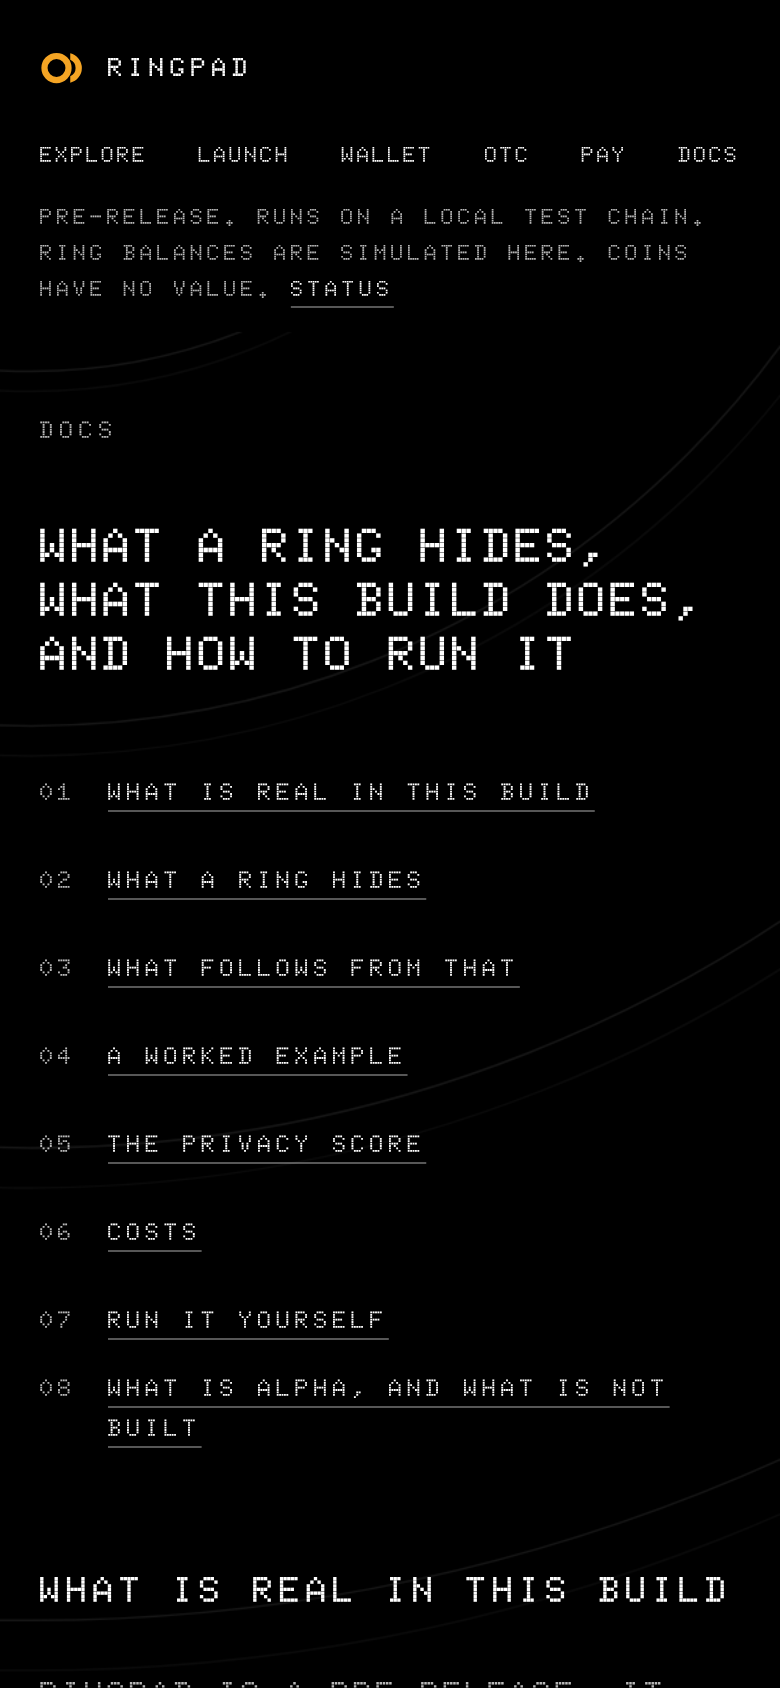 RINGPAD
EXPLORE LAUNCH WALLET OTC PAY DOCS
PRE-RELEASE. RUNS ON A LOCAL TEST CHAIN.
RING BALANCES ARE SIMULATED HERE. COINS
HAVE NO VALUE. STATUS
DOCS
WHAT A RING HIDES,
WHAT THIS BUILD DOES,
AND HOW TO RUN IT
01 WHAT IS REAL IN THIS BUILD
02 WHAT A RING HIDES
03 WHAT FOLLOWS FROM THAT
04 A WORKED EXAMPLE
05 THE PRIVACY SCORE
06 COSTS
07 RUN IT YOURSELF
08 WHAT IS ALPHA, AND WHAT IS NOT
BUILT
WHAT IS REAL IN THIS BUILD